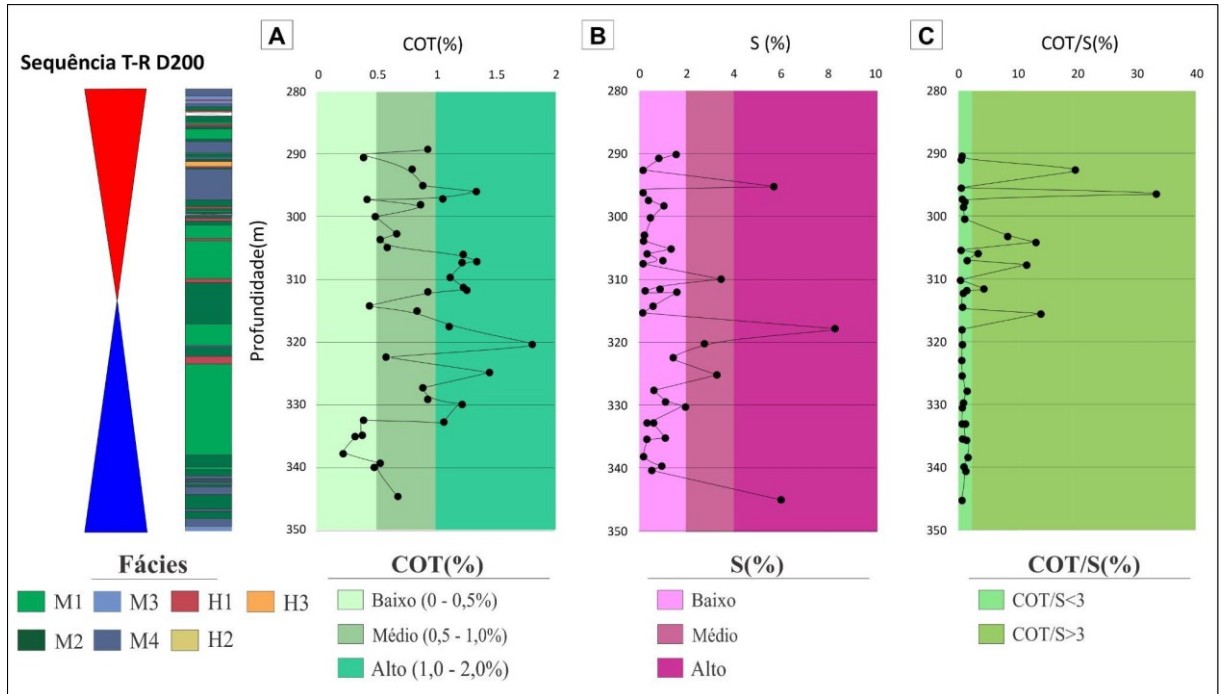 Sequência T-R D200
A
COT(%)
0 0.5 1 1.5 2
Profundidade(m)
280
290
300
310
320
330
340
350
B
S (%)
0 2 4 6 8 10
280
290
300
310
320
330
340
350
C
COT/S(%)
0 10 20 30 40
280
290
300
310
320
330
340
350
Fácies
M1 M3 H1 H3
M2 M4 H2
COT(%)
Baixo (0 - 0,5%)
Médio (0,5 - 1,0%)
Alto (1,0 - 2,0%)
S(%)
Baixo
Médio
Alto
COT/S(%)
COT/S<3
COT/S>3